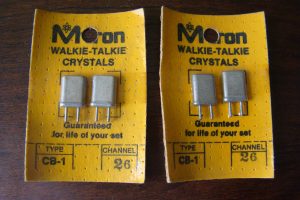 Moron
WALKIE-TALKIE
CRYSTALS
Guaranteed
for life of your set
TYPE
CHANNEL
CB-1
26
Moron
WALKIE-TALKIE
CRYSTALS
Guaranteed
for life of your set
TYPE
CHANNEL
CB-1
26